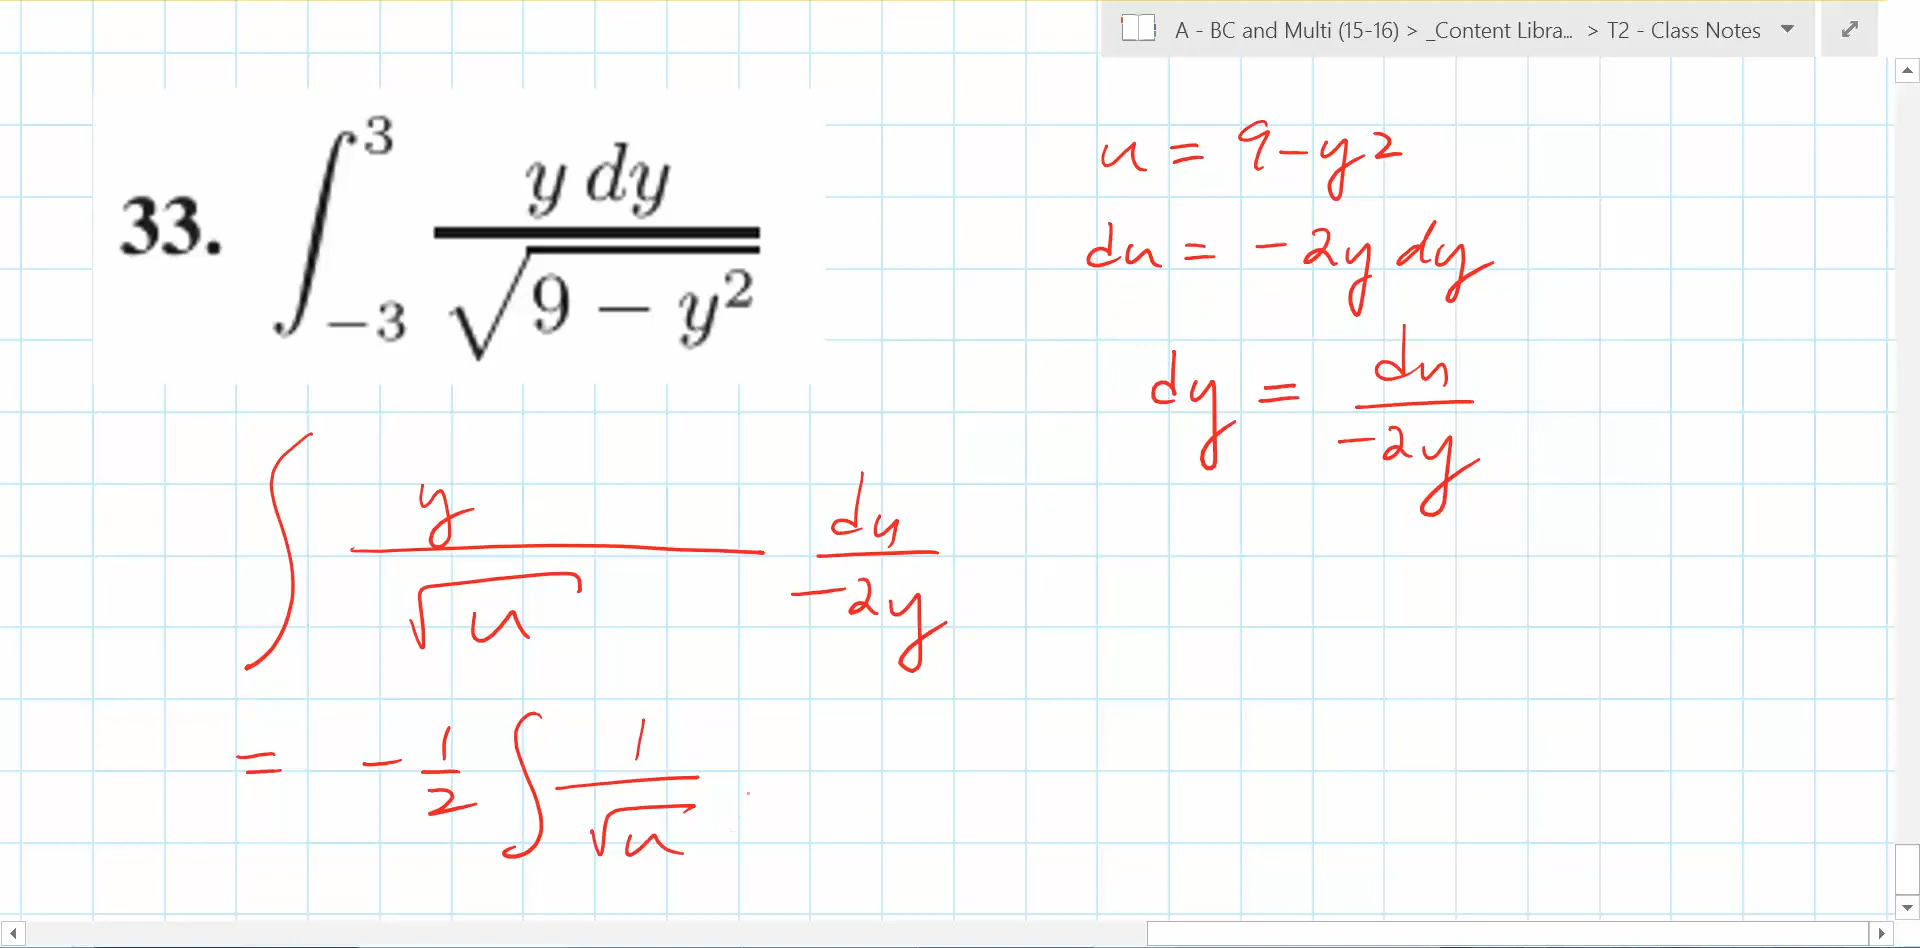 A - BC and Multi (15-16) > _Content Libra... > T2 - Class Notes
33. ∫_{-3}^{3} y dy / √(9 − y²)
u = 9 − y²
du = −2y dy
dy = du / −2y
∫ y / √u du / −2y
= − 1/2 ∫ 1 / √u